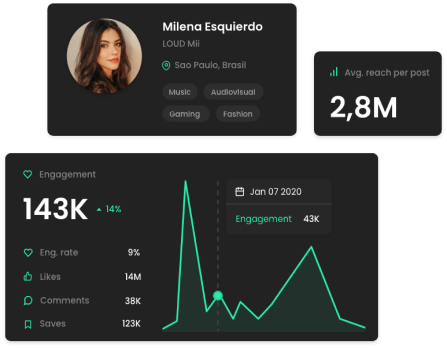 Milena Esquierdo
LOUD Mii
Sao Paulo, Brasil
Music
Audiovisual
Gaming
Fashion
Avg. reach per post
2,8M
Engagement
143K
14%
Eng. rate 9%
Likes 14M
Comments 38K
Saves 123K
Jan 07 2020
Engagement 43K